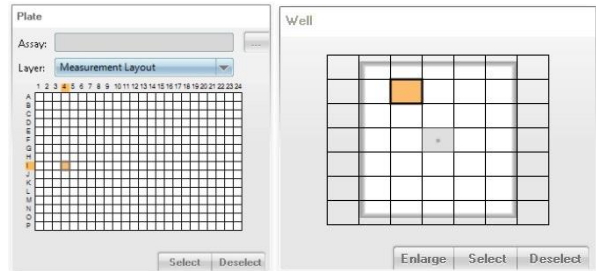 Plate
Assay:
Layer: Measurement Layout
1 2 3 4 5 6 7 8 9 10 11 12 13 14 15 16 17 18 19 20 21 22 23 24
A
B
C
D
E
F
G
H
I
J
K
L
M
N
O
P
Select Deselect
Well
Enlarge Select Deselect